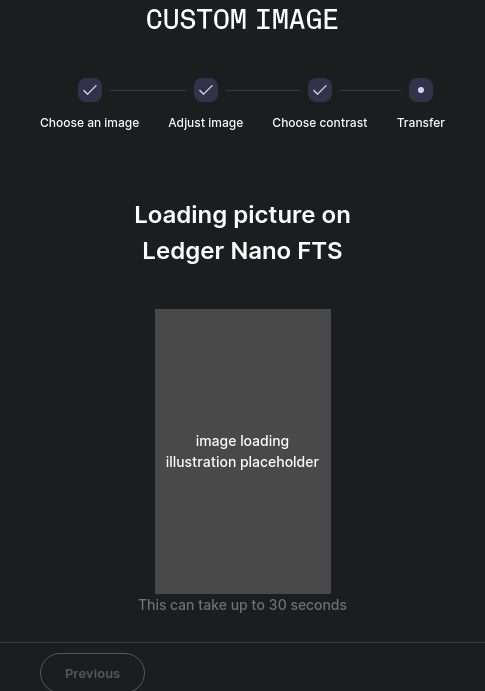 CUSTOM IMAGE
Choose an image
Adjust image
Choose contrast
Transfer
Loading picture on
Ledger Nano FTS
image loading
illustration placeholder
This can take up to 30 seconds
Previous